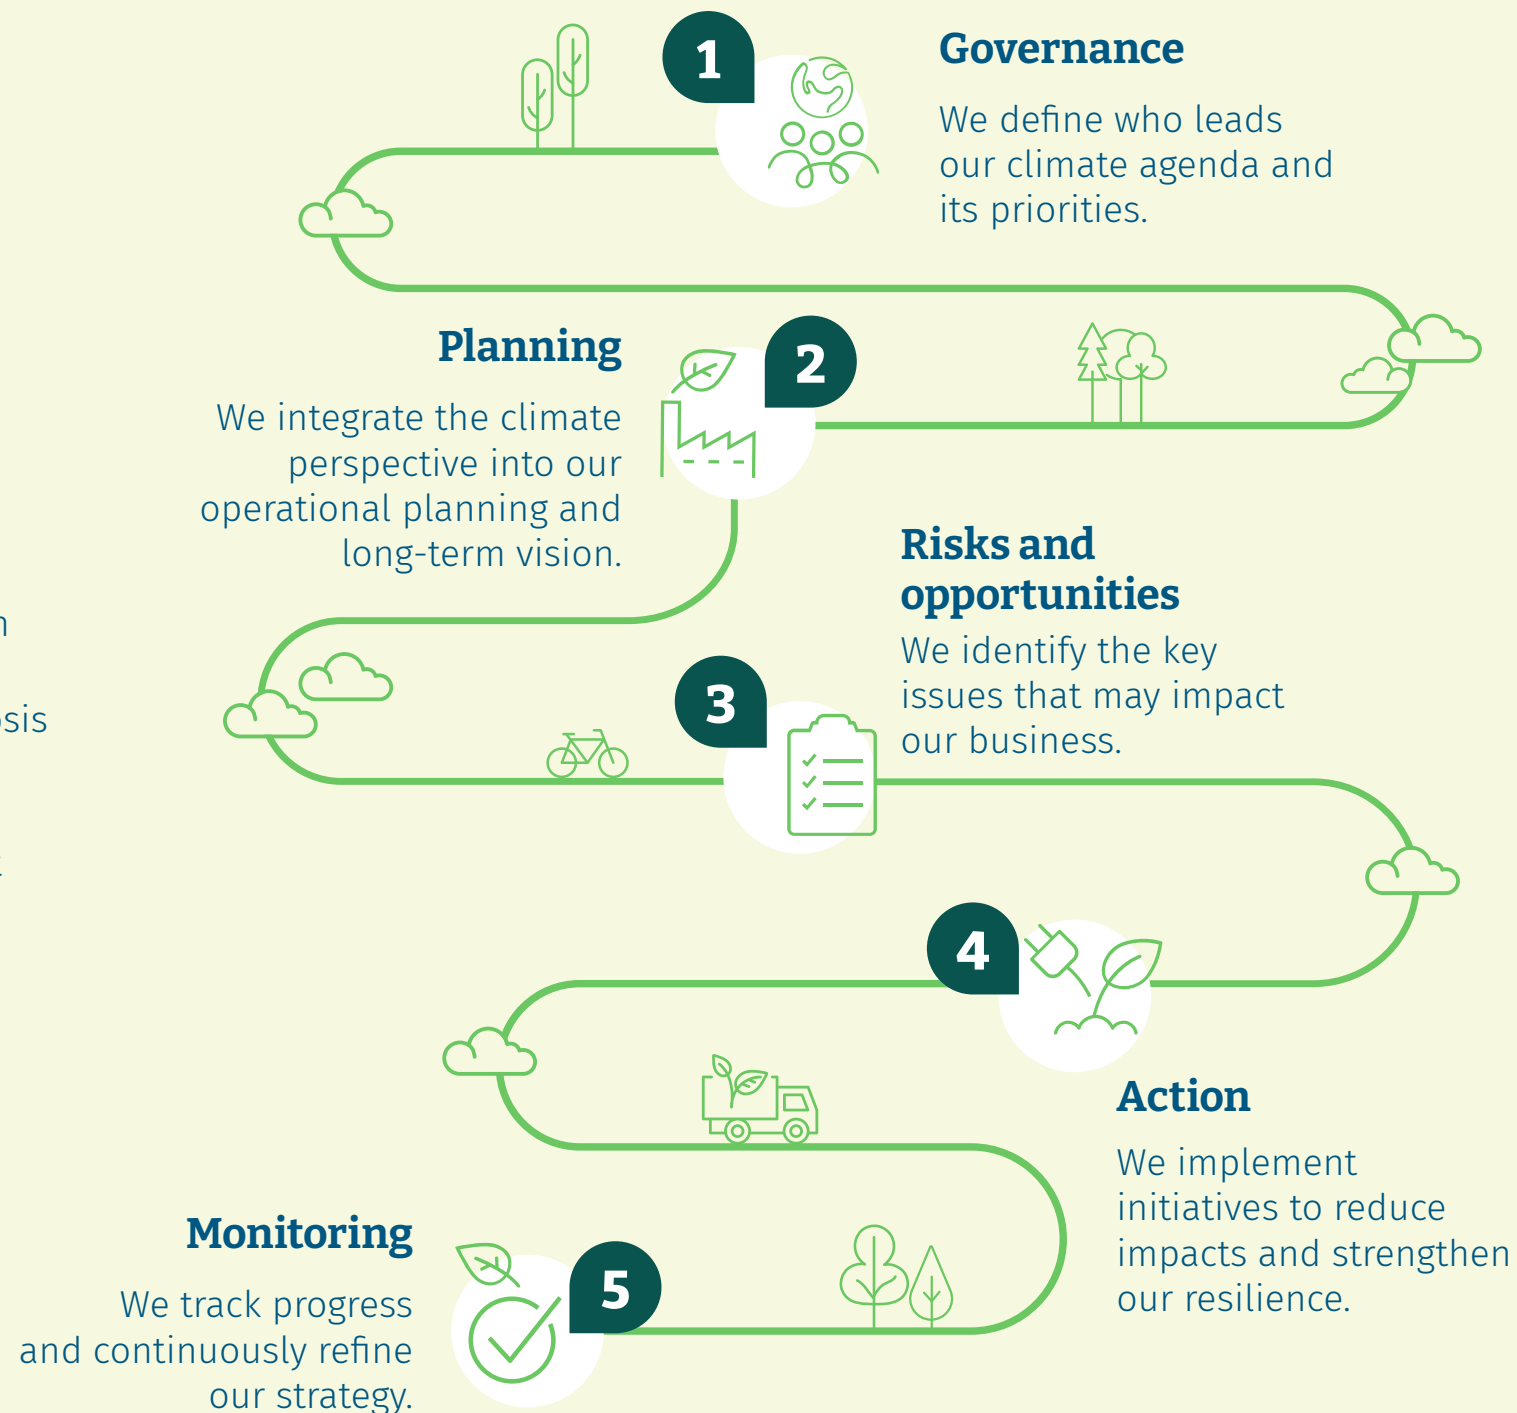 1
Governance
We define who leads
our climate agenda and
its priorities.
2
Planning
We integrate the climate
perspective into our
operational planning and
long-term vision.
3
Risks and
opportunities
We identify the key
issues that may impact
our business.
4
Action
We implement
initiatives to reduce
impacts and strengthen
our resilience.
5
Monitoring
We track progress
and continuously refine
our strategy.